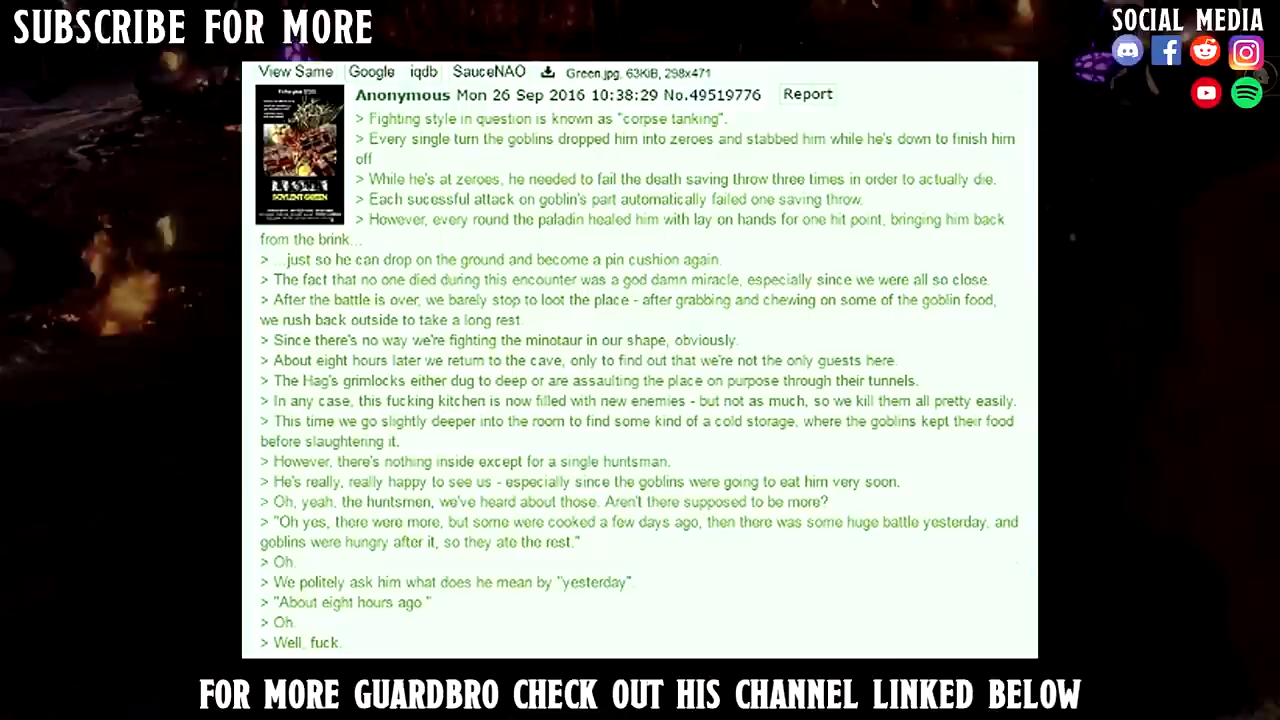 SUBSCRIBE FOR MORE
SOCIAL MEDIA
View Same Google iqdb SauceNAO Green.jpg, 63KiB, 298x471
Anonymous Mon 26 Sep 2016 10:38:29 No.49519776 Report
> Fighting style in question is known as "corpse tanking".
> Every single turn the goblins dropped him into zeroes and stabbed him while he's down to finish him
off
> While he's at zeroes, he needed to fail the death saving throw three times in order to actually die.
> Each sucessful attack on goblin's part automatically failed one saving throw.
> However, every round the paladin healed him with lay on hands for one hit point, bringing him back
from the brink...
> ...just so he can drop on the ground and become a pin cushion again.
> The fact that no one died during this encounter was a god damn miracle, especially since we were all so close.
> After the battle is over, we barely stop to loot the place - after grabbing and chewing on some of the goblin food,
we rush back outside to take a long rest.
> Since there's no way we're fighting the minotaur in our shape, obviously.
> About eight hours later we return to the cave, only to find out that we're not the only guests here.
> The Hag's grimlocks either dug to deep or are assaulting the place on purpose through their tunnels.
> In any case, this fucking kitchen is now filled with new enemies - but not as much, so we kill them all pretty easily.
> This time we go slightly deeper into the room to find some kind of a cold storage, where the goblins kept their food
before slaughtering it.
> However, there's nothing inside except for a single huntsman.
> He's really, really happy to see us - especially since the goblins were going to eat him very soon.
> Oh, yeah, the huntsmen, we've heard about those. Aren't there supposed to be more?
> "Oh yes, there were more, but some were cooked a few days ago, then there was some huge battle yesterday, and
goblins were hungry after it, so they ate the rest."
> Oh.
> We politely ask him what does he mean by "yesterday".
> "About eight hours ago."
> Oh.
> Well, fuck.
SOYLENT GREEN
FOR MORE GUARDBRO CHECK OUT HIS CHANNEL LINKED BELOW